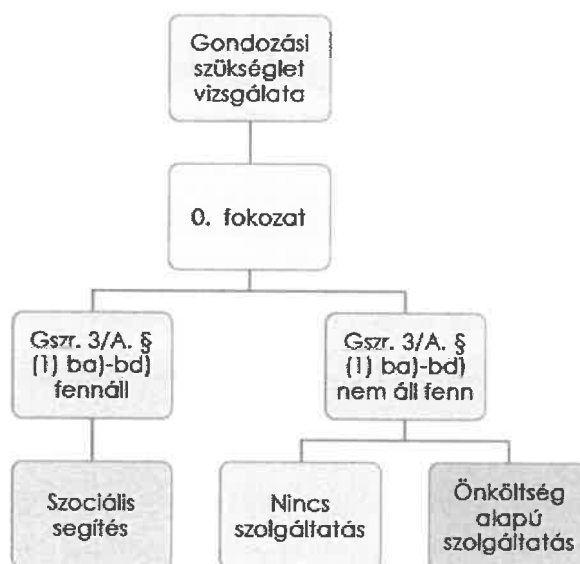 Gondozási
szükséglet
vizsgálata
0. fokozat
Gszr. 3/A. §
(1) ba)-bd)
fennáll
Gszr. 3/A. §
(1) ba)-bd)
nem áll fenn
Szociális
segítés
Nincs
szolgáltatás
Önköltség
alapú
szolgáltatás